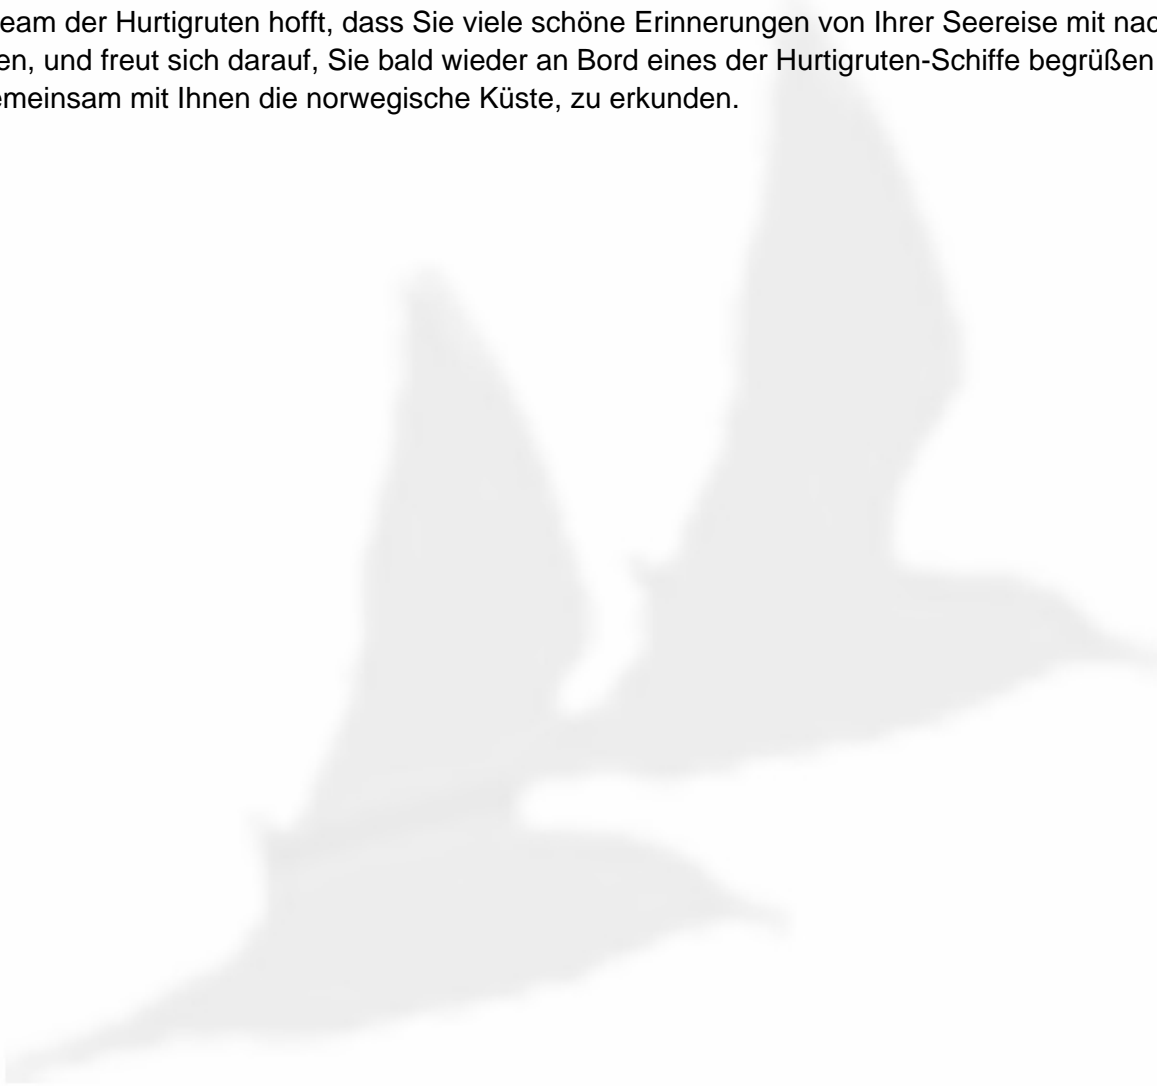 eam der Hurtigruten hofft, dass Sie viele schöne Erinnerungen von Ihrer Seereise mit nac
en, und freut sich darauf, Sie bald wieder an Bord eines der Hurtigruten-Schiffe begrüßen
emeinsam mit Ihnen die norwegische Küste, zu erkunden.